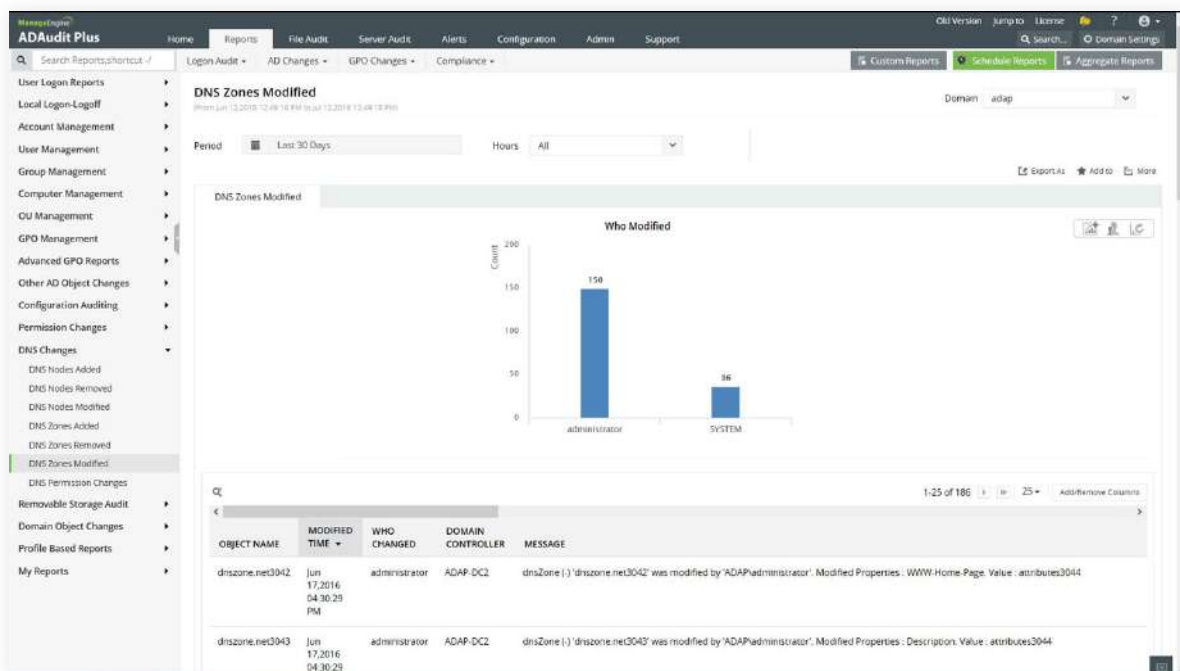 ManageEngine
ADAudit Plus
Home Reports File Audit Server Audit Alerts Configuration Admin Support
Old Version Jump to License ?
Search... Domain Settings
Search Reports,shortcut -/
Logon Audit AD Changes GPO Changes Compliance
Custom Reports Schedule Reports Aggregate Reports
User Logon Reports
Local Logon-Logoff
Account Management
User Management
Group Management
Computer Management
OU Management
GPO Management
Advanced GPO Reports
Other AD Object Changes
Configuration Auditing
Permission Changes
DNS Changes
DNS Nodes Added
DNS Nodes Removed
DNS Nodes Modified
DNS Zones Added
DNS Zones Removed
DNS Zones Modified
DNS Permission Changes
Removable Storage Audit
Domain Object Changes
Profile Based Reports
My Reports
DNS Zones Modified
Domain adap
Period Last 30 Days Hours All
Export As Add to More
DNS Zones Modified
Who Modified
Count
200
150
100
50
0
150
36
administrator SYSTEM
1-25 of 186 25 Add/Remove Columns
OBJECT NAME MODIFIED TIME WHO CHANGED DOMAIN CONTROLLER MESSAGE
dnszone.net3042 Jun 17,2016 04:30:29 PM administrator ADAP-DC2 dnsZone (-) 'dnszone.net3042' was modified by 'ADAP\administrator'. Modified Properties : WWW-Home-Page. Value : attributes3044
dnszone.net3043 Jun 17,2016 04:30:29 administrator ADAP-DC2 dnsZone (-) 'dnszone.net3043' was modified by 'ADAP\administrator'. Modified Properties : Description. Value : attributes3044